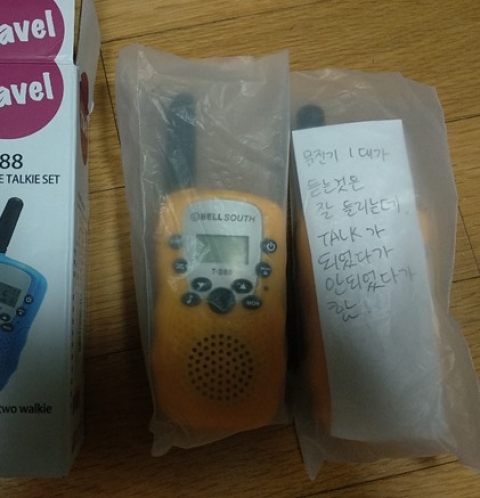 avel
avel
88
E TALKIE SET
two walkie
BELLSOUTH
T-388
MON
무전기 1대가
듣는것은
잘 들리는데.
TALK가
되었다가
안되었다가
함.